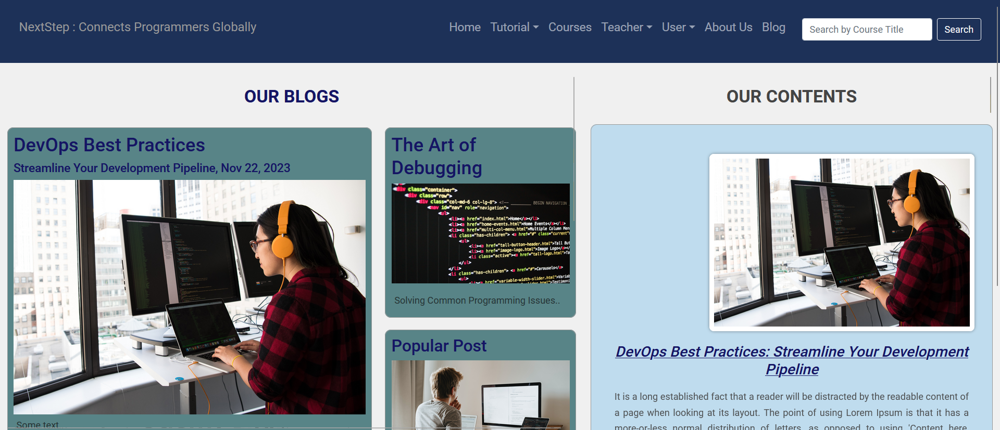 NextStep : Connects Programmers Globally
Home Tutorial Courses Teacher User About Us Blog
Search by Course Title
Search
OUR BLOGS
DevOps Best Practices
Streamline Your Development Pipeline, Nov 22, 2023
Some text..
The Art of
Debugging
<div class="container">
<div class="row">
<div class="col-md-6 col-lg-8"> <!-- BEGIN NAVIGATION
<nav id="nav" role="navigation">
<ul>
<li><a href="index.html">Home</a></li>
<li><a href="home-events.html">Home Events</a></li>
<li><a href="multi-col-menu.html">Multiple Column Men
<li class="has-children"> <a href="#" class="current"
<ul>
<li><a href="tall-button-header.html">Tall But
<li><a href="image-logo.html">Image Logo</a></
<li class="active"><a href="tall-logo.html">Ta
</ul>
</li>
<li class="has-children"> <a href="#">Carousels</a>
<ul>
<li><a href="variable-width-slider.html">Variab
Testimoni
Solving Common Programming Issues..
Popular Post
OUR CONTENTS
DevOps Best Practices: Streamline Your Development
Pipeline
It is a long established fact that a reader will be distracted by the readable content of
a page when looking at its layout. The point of using Lorem Ipsum is that it has a
more-or-less normal distribution of letters, as opposed to using 'Content here,